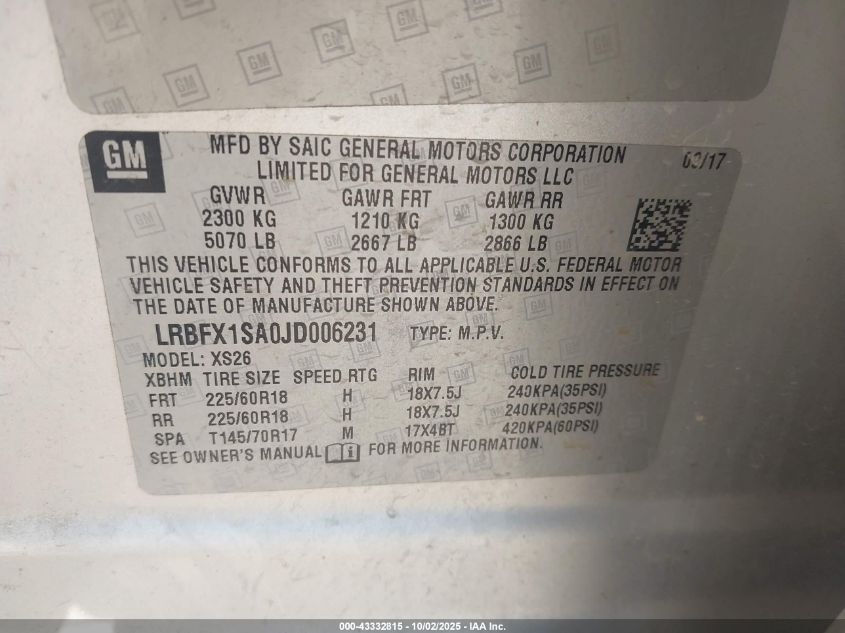 GM
MFD BY SAIC GENERAL MOTORS CORPORATION
LIMITED FOR GENERAL MOTORS LLC
GVWR GAWR FRT GAWR RR
2300 KG 1210 KG 1300 KG
5070 LB 2667 LB 2866 LB
THIS VEHICLE CONFORMS TO ALL APPLICABLE U.S. FEDERAL MOTOR
VEHICLE SAFETY AND THEFT PREVENTION STANDARDS IN EFFECT ON
THE DATE OF MANUFACTURE SHOWN ABOVE.
LRBFX1SA0JD006231 TYPE: M.P.V.
MODEL: XS26
XBHM TIRE SIZE SPEED RTG RIM COLD TIRE PRESSURE
FRT 225/60R18 H 18X7.5J 240KPA(35PSI)
RR 225/60R18 H 18X7.5J 240KPA(35PSI)
SPA T145/70R17 M 17X4BT 420KPA(60PSI)
SEE OWNER'S MANUAL FOR MORE INFORMATION.
000-43332815 - 10/02/2025 - IAA Inc.